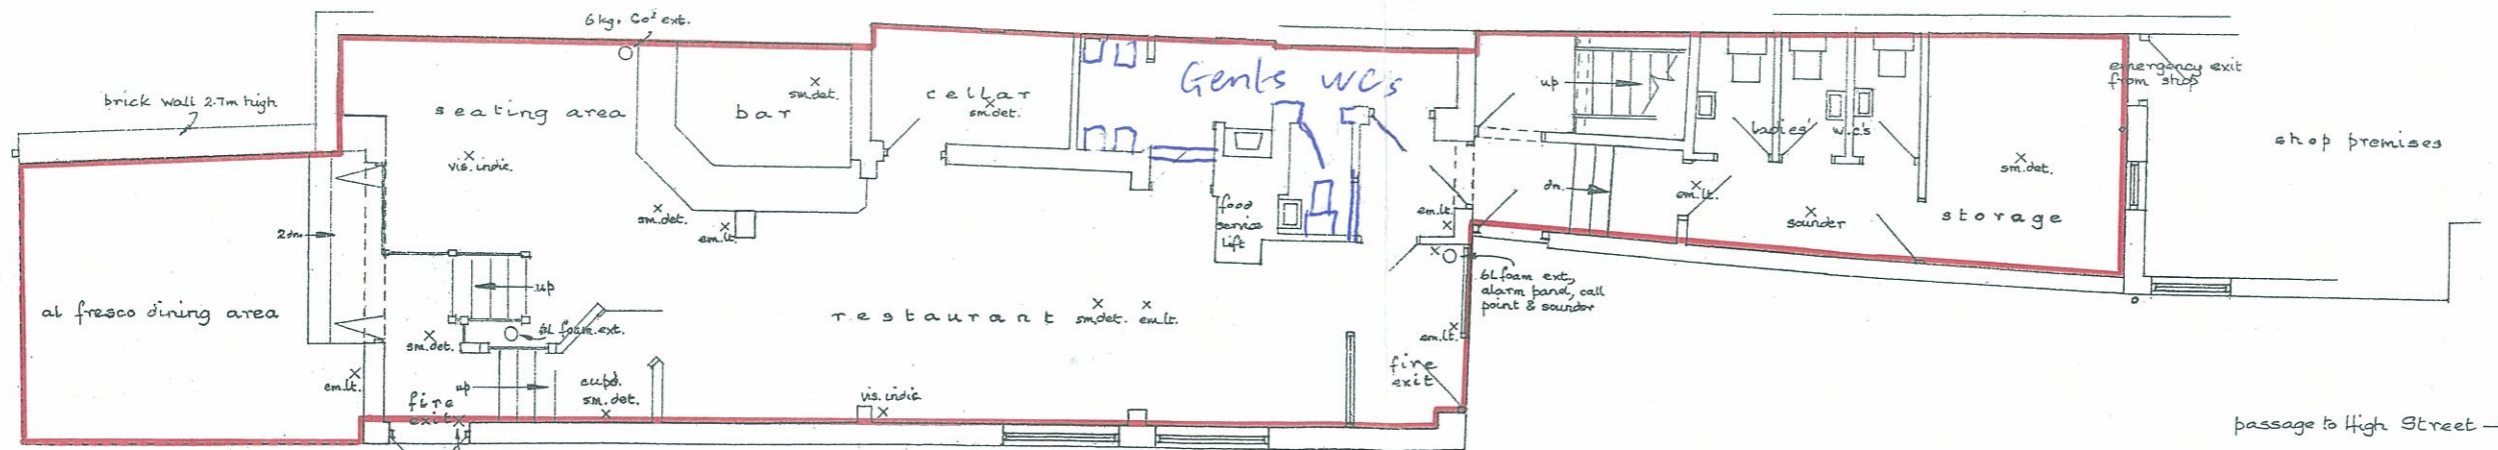 6kg. Co² ext.
brick wall 2.7m high
seating area
bar
sm.det.
cellar
sm.det.
Gents WCs
up
emergency exit
from shop
ladies' w.c's
shop premises
vis. indic.
sm.det.
em.lt.
food
service
lift
em.lt.
dn.
em.lt.
sounder
sm.det.
storage
2dn.
al fresco dining area
up
6L foam ext.
sm.det.
restaurant
sm.det.
em.lt.
6L foam ext,
alarm panel, call
point & sounder
em.lt.
em.lt.
up
cupd.
sm.det.
vis. indic
fire
exit
fire
exit
passage to High Street